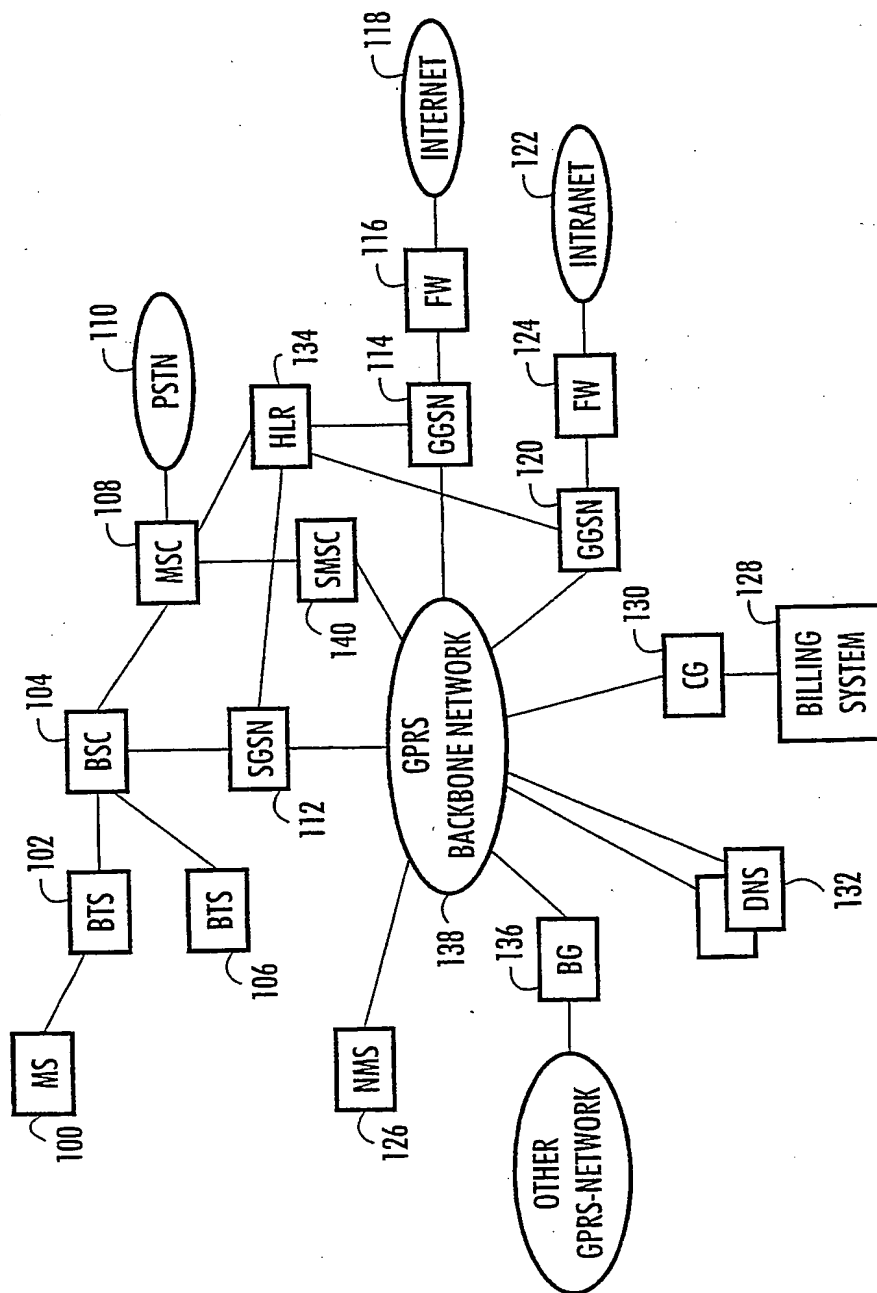 100
MS
102
BTS
BTS
106
104
BSC
108
MSC
110
PSTN
SGSN
112
SMSC
140
HLR
134
114
GGSN
116
FW
INTERNET
118
120
GGSN
124
FW
INTRANET
122
NMS
126
GPRS
BACKBONE NETWORK
138
136
BG
OTHER
GPRS-NETWORK
DNS
132
CG
130
128
BILLING
SYSTEM